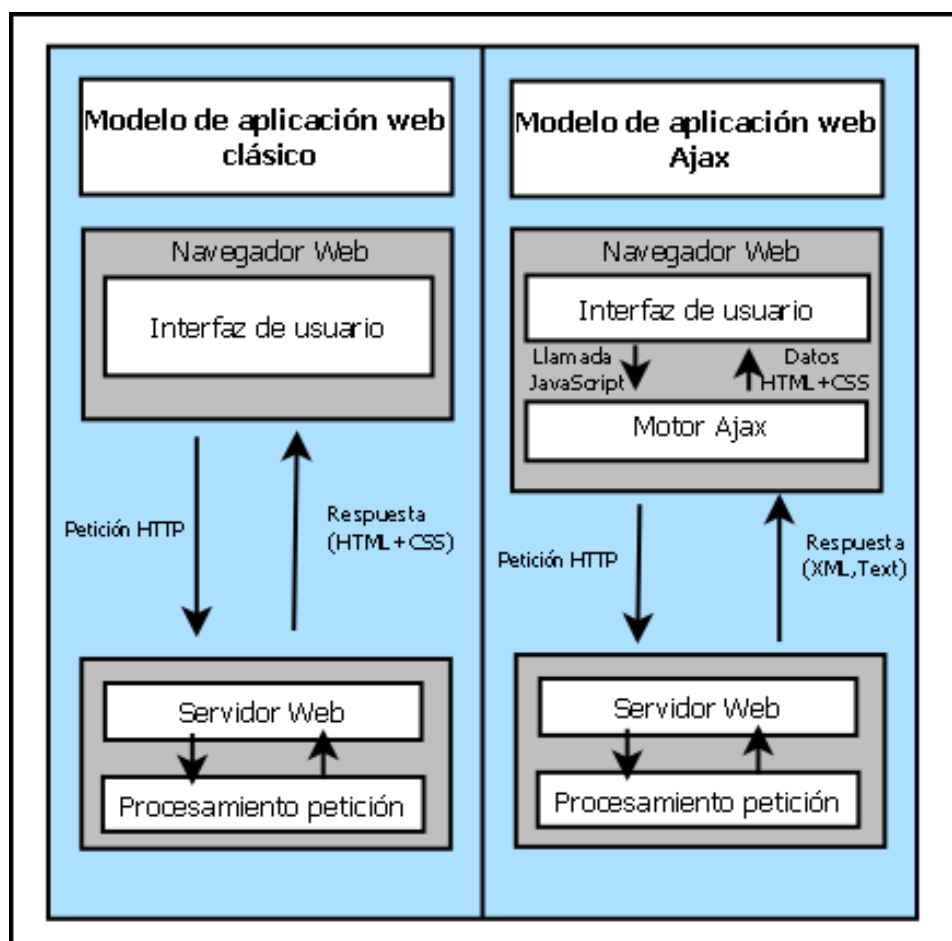 Modelo de aplicación web
clásico
Navegador Web
Interfaz de usuario
Petición HTTP
Respuesta
(HTML+CSS)
Servidor Web
Procesamiento petición
Modelo de aplicación web
Ajax
Navegador Web
Interfaz de usuario
Llamada
JavaScript
Datos
HTML+CSS
Motor Ajax
Petición HTTP
Respuesta
(XML,Text)
Servidor Web
Procesamiento petición